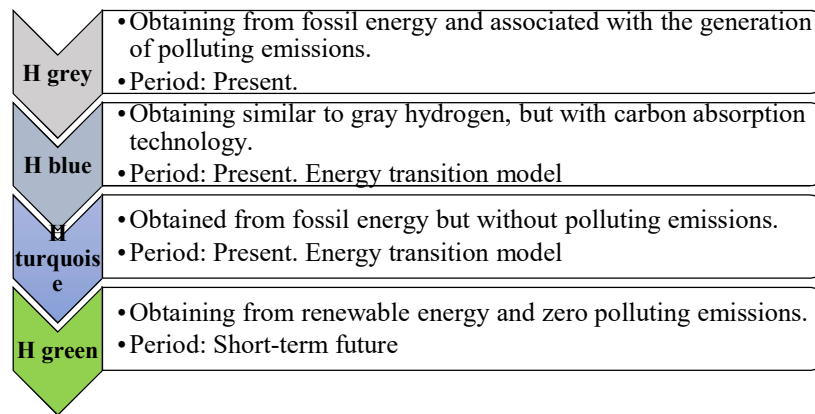 H grey
•Obtaining from fossil energy and associated with the generation
of polluting emissions.
•Period: Present.
H blue
•Obtaining similar to gray hydrogen, but with carbon absorption
technology.
•Period: Present. Energy transition model
H
turquois
e
•Obtained from fossil energy but without polluting emissions.
•Period: Present. Energy transition model
H green
•Obtaining from renewable energy and zero polluting emissions.
•Period: Short-term future